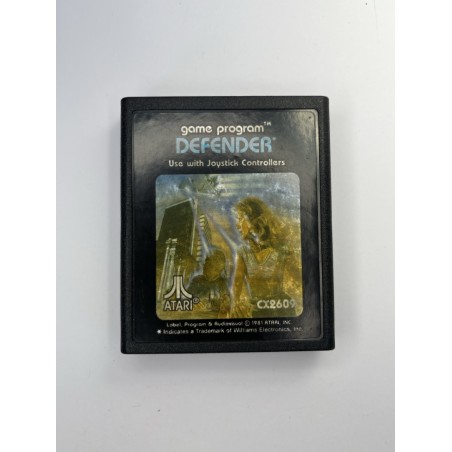 game program™
DEFENDER*
Use with Joystick Controllers
ATARI®
CX2609
Label, Program & Audiovisual © 1981 ATARI, INC.
* Indicates a Trademark of Williams Electronics, Inc.